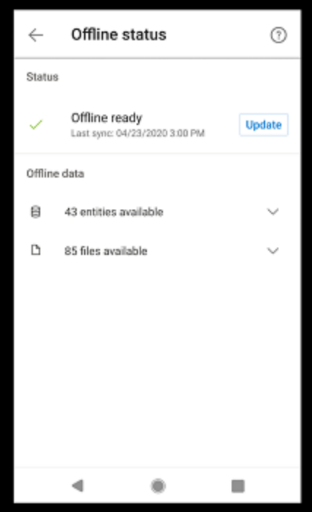 Offline status
Status
Offline ready
Last sync: 04/23/2020 3:00 PM
Update
Offline data
43 entities available
85 files available